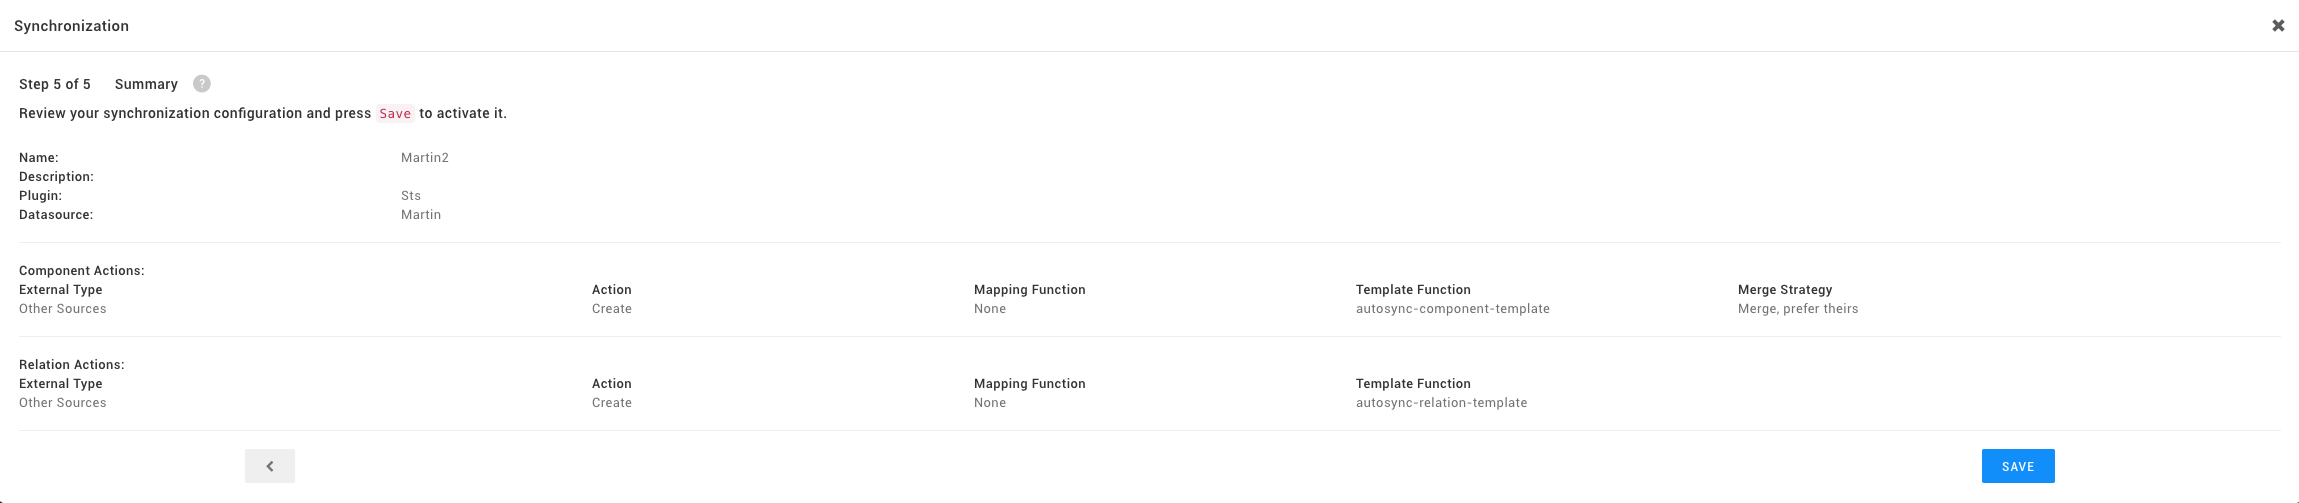 Synchronization
Step 5 of 5 Summary ?
Review your synchronization configuration and press Save to activate it.
Name: Martin2
Description:
Plugin: Sts
Datasource: Martin
Component Actions:
External Type Action Mapping Function Template Function Merge Strategy
Other Sources Create None autosync-component-template Merge, prefer theirs
Relation Actions:
External Type Action Mapping Function Template Function
Other Sources Create None autosync-relation-template
SAVE